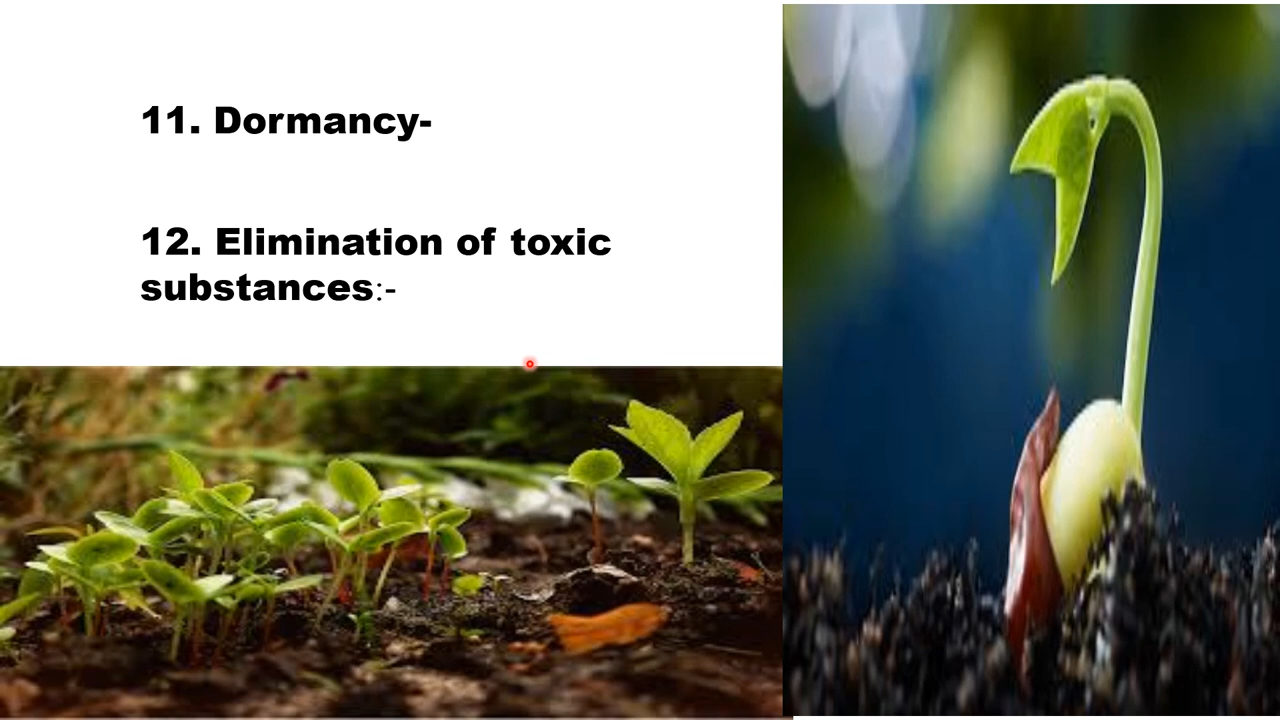 11. Dormancy-
12. Elimination of toxic
substances:-